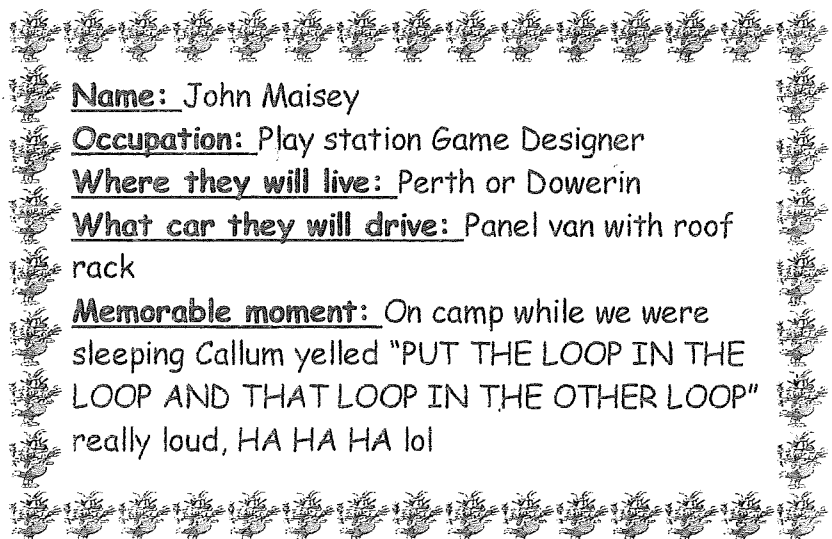 Name: John Maisey
Occupation: Play station Game Designer
Where they will live: Perth or Dowerin
What car they will drive: Panel van with roof
rack
Memorable moment: On camp while we were
sleeping Callum yelled "PUT THE LOOP IN THE
LOOP AND THAT LOOP IN THE OTHER LOOP"
really loud, HA HA HA lol